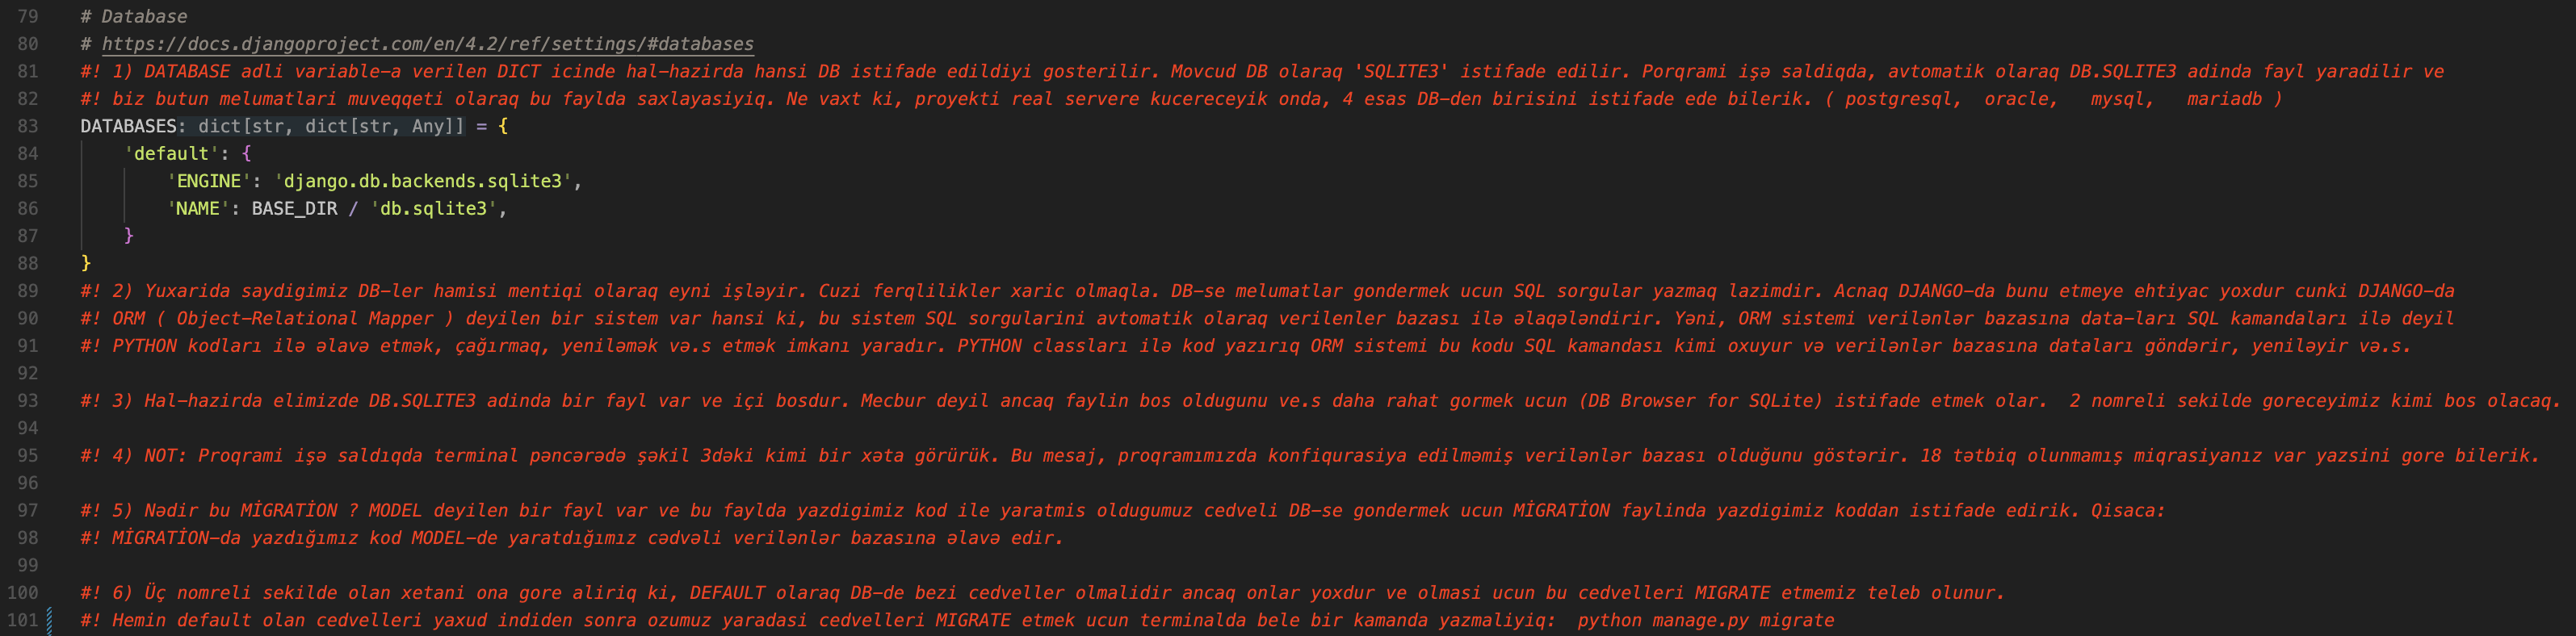 79 # Database
80 # https://docs.djangoproject.com/en/4.2/ref/settings/#databases
81 #! 1) DATABASE adli variable-a verilen DICT icinde hal-hazirda hansi DB istifade edildiyi gosterilir. Movcud DB olaraq 'SQLITE3' istifade edilir. Porqrami işə saldiqda, avtomatik olaraq DB.SQLITE3 adinda fayl yaradilir ve
82 #! biz butun melumatlari muveqqeti olaraq bu faylda saxlayasiyiq. Ne vaxt ki, proyekti real servere kucereceyik onda, 4 esas DB-den birisini istifade ede bilerik. ( postgresql, oracle, mysql, mariadb )
83 DATABASES: dict[str, dict[str, Any]] = {
84 'default': {
85 'ENGINE': 'django.db.backends.sqlite3',
86 'NAME': BASE_DIR / 'db.sqlite3',
87 }
88 }
89 #! 2) Yuxarida saydigimiz DB-ler hamisi mentiqi olaraq eyni işləyir. Cuzi ferqlilikler xaric olmaqla. DB-se melumatlar gondermek ucun SQL sorgular yazmaq lazimdir. Acnaq DJANGO-da bunu etmeye ehtiyac yoxdur cunki DJANGO-da
90 #! ORM ( Object-Relational Mapper ) deyilen bir sistem var hansi ki, bu sistem SQL sorgularini avtomatik olaraq verilenler bazası ilə əlaqələndirir. Yəni, ORM sistemi verilənlər bazasına data-ları SQL kamandaları ilə deyil
91 #! PYTHON kodları ilə əlavə etmək, çağırmaq, yeniləmək və.s etmək imkanı yaradır. PYTHON classları ilə kod yazırıq ORM sistemi bu kodu SQL kamandası kimi oxuyur və verilənlər bazasına dataları göndərir, yeniləyir və.s.
92
93 #! 3) Hal-hazirda elimizde DB.SQLITE3 adinda bir fayl var ve içi bosdur. Mecbur deyil ancaq faylin bos oldugunu ve.s daha rahat gormek ucun (DB Browser for SQLite) istifade etmek olar. 2 nomreli sekilde goreceyimiz kimi bos olacaq.
94
95 #! 4) NOT: Proqrami işə saldıqda terminal pəncərədə şəkil 3dəki kimi bir xəta görürük. Bu mesaj, proqramımızda konfiqurasiya edilməmiş verilənlər bazası olduğunu göstərir. 18 tətbiq olunmamış miqrasiyanız var yazsini gore bilerik.
96
97 #! 5) Nədir bu MİGRATİON ? MODEL deyilen bir fayl var ve bu faylda yazdigimiz kod ile yaratmis oldugumuz cedveli DB-se gondermek ucun MİGRATİON faylinda yazdigimiz koddan istifade edirik. Qisaca:
98 #! MİGRATİON-da yazdığımız kod MODEL-de yaratdığımız cədvəli verilənlər bazasına əlavə edir.
99
100 #! 6) Üç nomreli sekilde olan xetani ona gore aliriq ki, DEFAULT olaraq DB-de bezi cedveller olmalidir ancaq onlar yoxdur ve olmasi ucun bu cedvelleri MIGRATE etmemiz teleb olunur.
101 #! Hemin default olan cedvelleri yaxud indiden sonra ozumuz yaradasi cedvelleri MIGRATE etmek ucun terminalda bele bir kamanda yazmaliyiq: python manage.py migrate